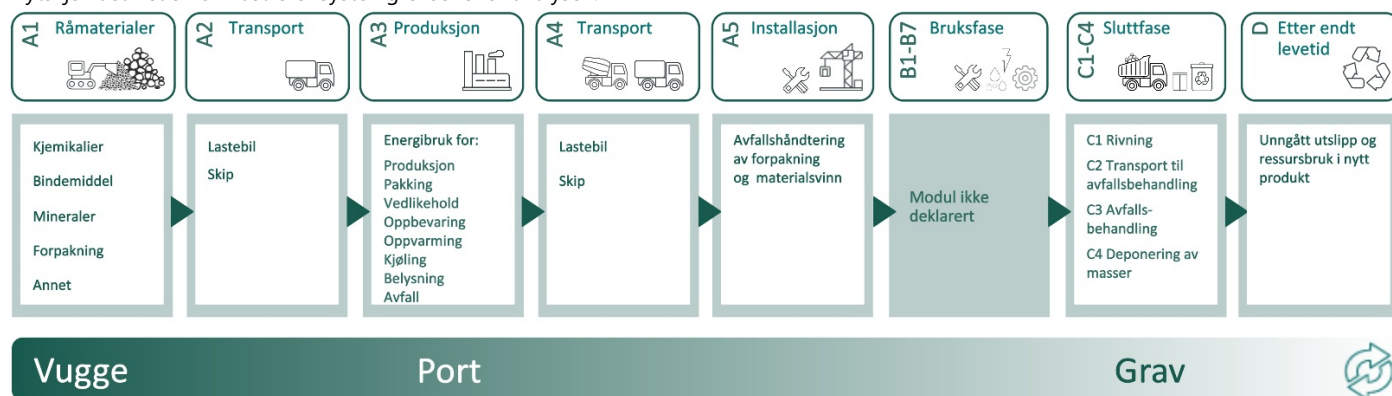 A1 Råmaterialer
A2 Transport
A3 Produksjon
A4 Transport
A5 Installasjon
B1-B7 Bruksfase
C1-C4 Sluttfase
D Etter endt
levetid
Kjemikalier
Bindemiddel
Mineraler
Forpakning
Annet
Lastebil
Skip
Energibruk for:
Produksjon
Pakking
Vedlikehold
Oppbevaring
Oppvarming
Kjøling
Belysning
Avfall
Lastebil
Skip
Avfallshåndtering
av forpakning
og materialsvinn
Modul ikke
deklarert
C1 Rivning
C2 Transport til
avfallsbehandling
C3 Avfalls-
behandling
C4 Deponering av
masser
Unngått utslipp og
ressursbruk i nytt
produkt
Vugge
Port
Grav